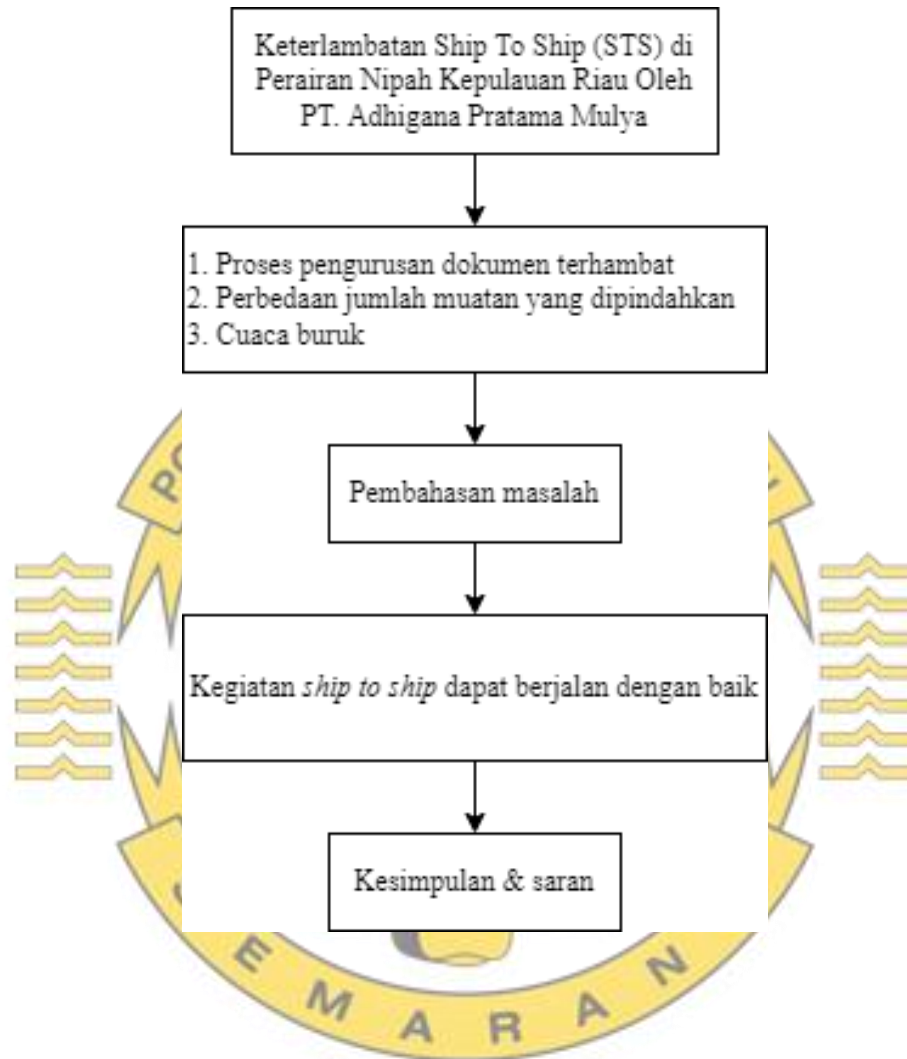 Keterlambatan Ship To Ship (STS) di
Perairan Nipah Kepulauan Riau Oleh
PT. Adhigana Pratama Mulya
1. Proses pengurusan dokumen terhambat
2. Perbedaan jumlah muatan yang dipindahkan
3. Cuaca buruk
Pembahasan masalah
Kegiatan ship to ship dapat berjalan dengan baik
Kesimpulan & saran
EMARAN